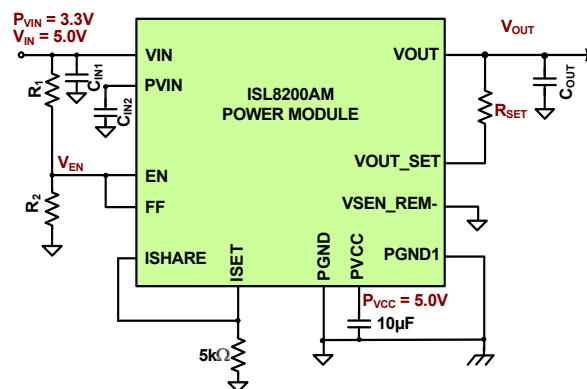 PVIN = 3.3V
VIN = 5.0V
VOUT
R1
CIN1
VIN
PVIN
CIN2
ISL8200AM
POWER MODULE
VOUT
RSET
COUT
VEN
R2
EN
FF
VOUT_SET
VSEN_REM-
ISHARE
ISET
PGND
PVCC
PGND1
PVCC = 5.0V
10µF
5kΩ